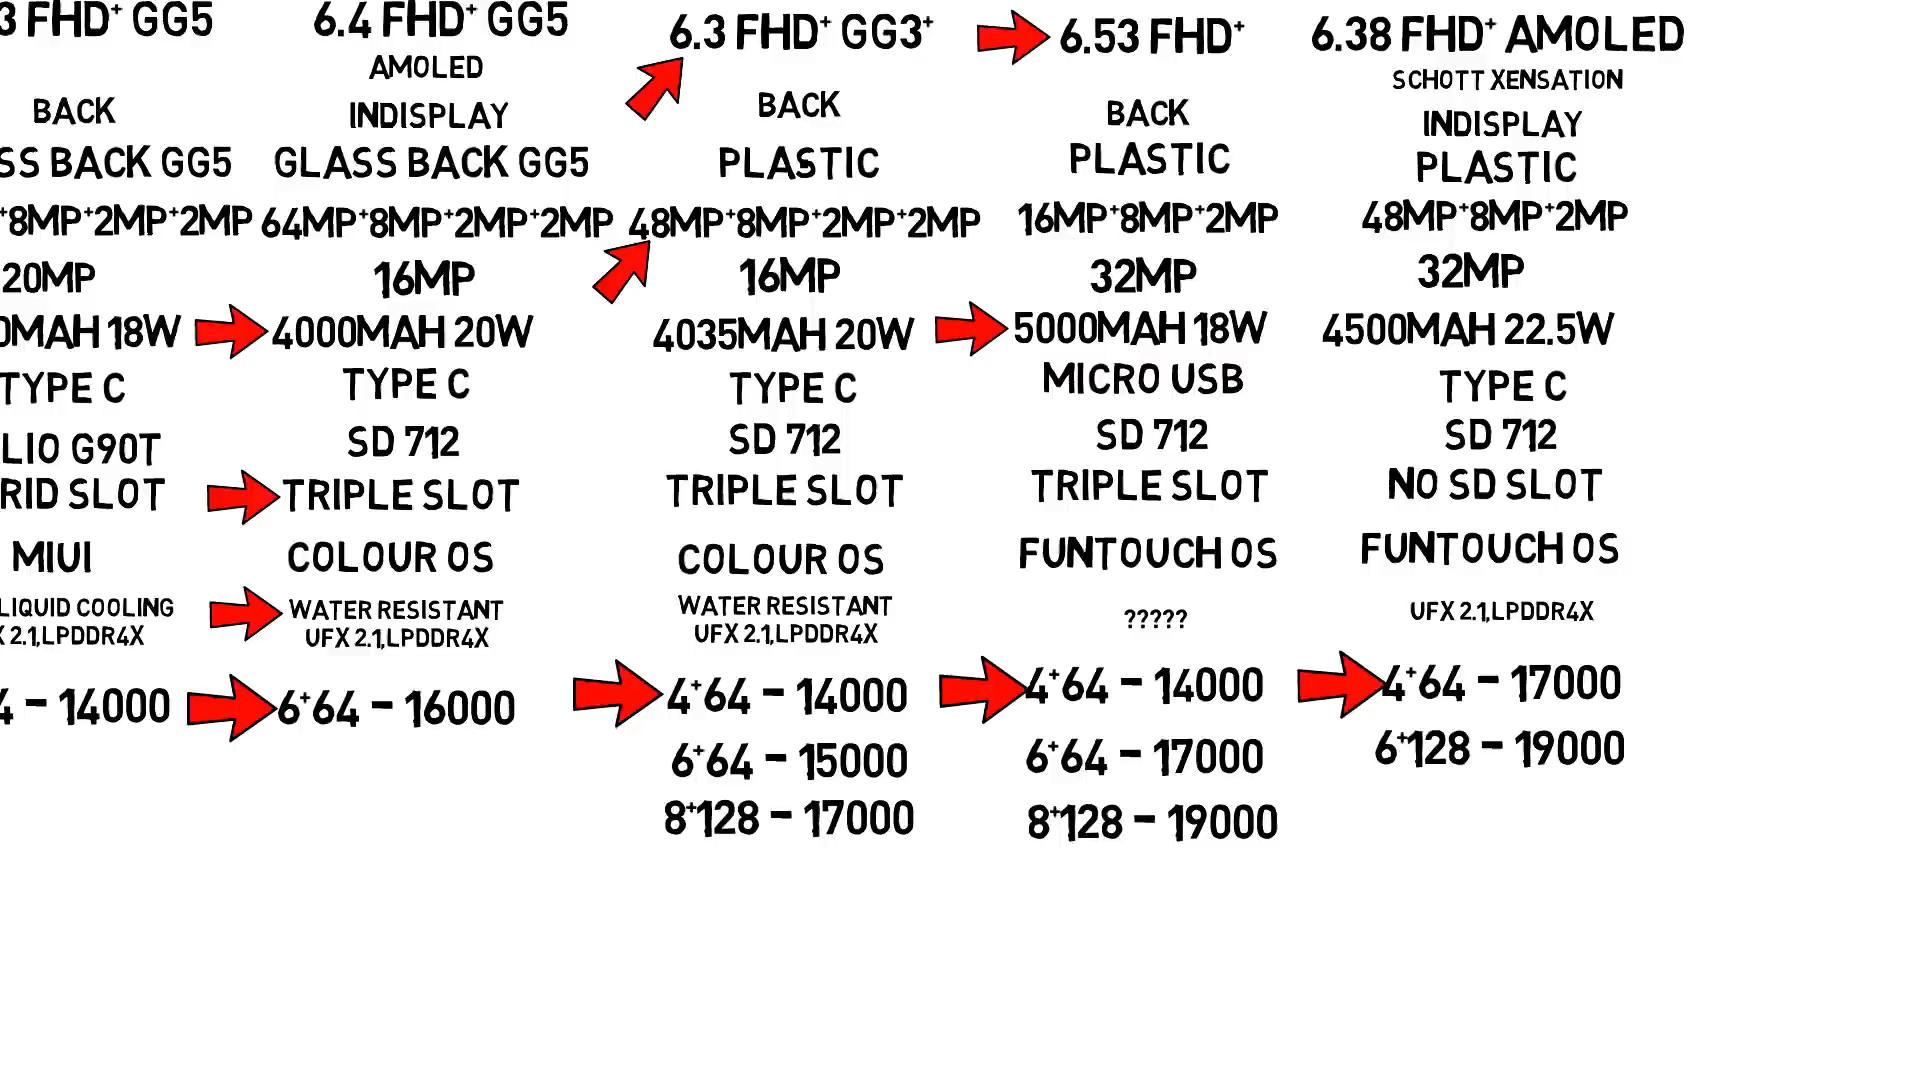 3 FHD+ GG5
BACK
SS BACK GG5
+8MP+2MP+2MP
20MP
0MAH 18W
TYPE C
LIO G90T
RID SLOT
MIUI
LIQUID COOLING
X 2.1,LPDDR4X
4 - 14000
6.4 FHD+ GG5
AMOLED
INDISPLAY
GLASS BACK GG5
64MP+8MP+2MP+2MP
16MP
4000MAH 20W
TYPE C
SD 712
TRIPLE SLOT
COLOUR OS
WATER RESISTANT
UFX 2.1,LPDDR4X
6+64 - 16000
6.3 FHD+ GG3+
BACK
PLASTIC
48MP+8MP+2MP+2MP
16MP
4035MAH 20W
TYPE C
SD 712
TRIPLE SLOT
COLOUR OS
WATER RESISTANT
UFX 2.1,LPDDR4X
4+64 - 14000
6+64 - 15000
8+128 - 17000
6.53 FHD+
BACK
PLASTIC
16MP+8MP+2MP
32MP
5000MAH 18W
MICRO USB
SD 712
TRIPLE SLOT
FUNTOUCH OS
?????
4+64 - 14000
6+64 - 17000
8+128 - 19000
6.38 FHD+ AMOLED
SCHOTT XENSATION
INDISPLAY
PLASTIC
48MP+8MP+2MP
32MP
4500MAH 22.5W
TYPE C
SD 712
NO SD SLOT
FUNTOUCH OS
UFX 2.1,LPDDR4X
4+64 - 17000
6+128 - 19000